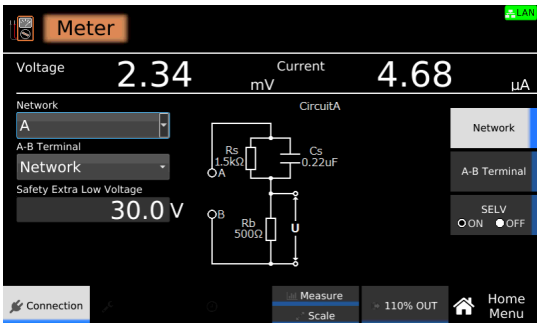 LAN
Meter
Voltage 2.34 mV Current 4.68 µA
Network
A
A-B Terminal
Network
Safety Extra Low Voltage
30.0 V
CircuitA
Rs
1.5kΩ
Cs
0.22uF
A
B
Rb
500Ω
U
Network
A-B Terminal
SELV
ON OFF
Connection
Measure
Scale
110% OUT
Home
Menu